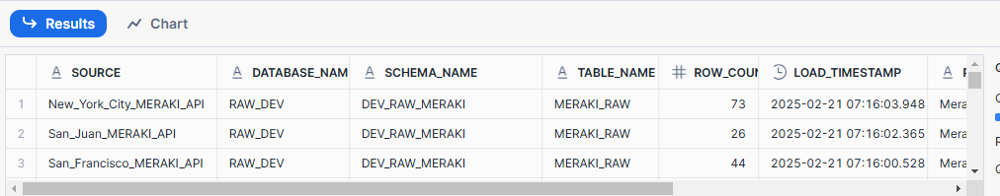 Results Chart
SOURCE DATABASE_NAM SCHEMA_NAME TABLE_NAME ROW_COUN LOAD_TIMESTAMP
1 New_York_City_MERAKI_API RAW_DEV DEV_RAW_MERAKI MERAKI_RAW 73 2025-02-21 07:16:03.948 Mera
2 San_Juan_MERAKI_API RAW_DEV DEV_RAW_MERAKI MERAKI_RAW 26 2025-02-21 07:16:02.365 Mera
3 San_Francisco_MERAKI_API RAW_DEV DEV_RAW_MERAKI MERAKI_RAW 44 2025-02-21 07:16:00.528 Mera